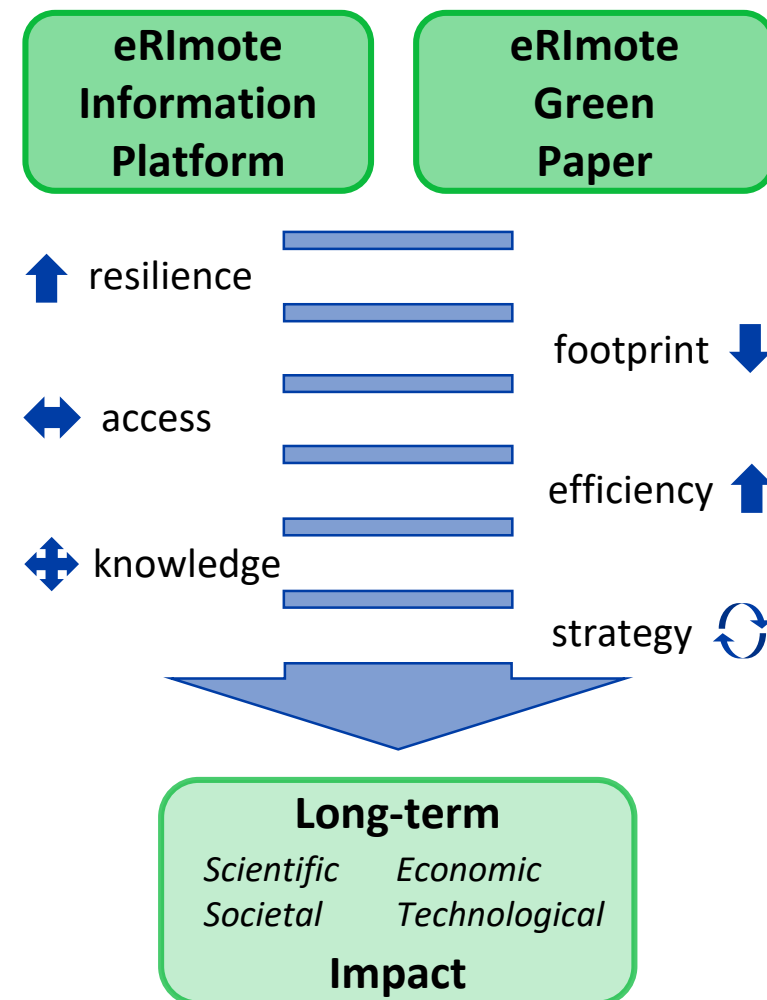 eRImote
Information
Platform
eRImote
Green
Paper
resilience
footprint
access
efficiency
knowledge
strategy
Long-term
Scientific Economic
Societal Technological
Impact